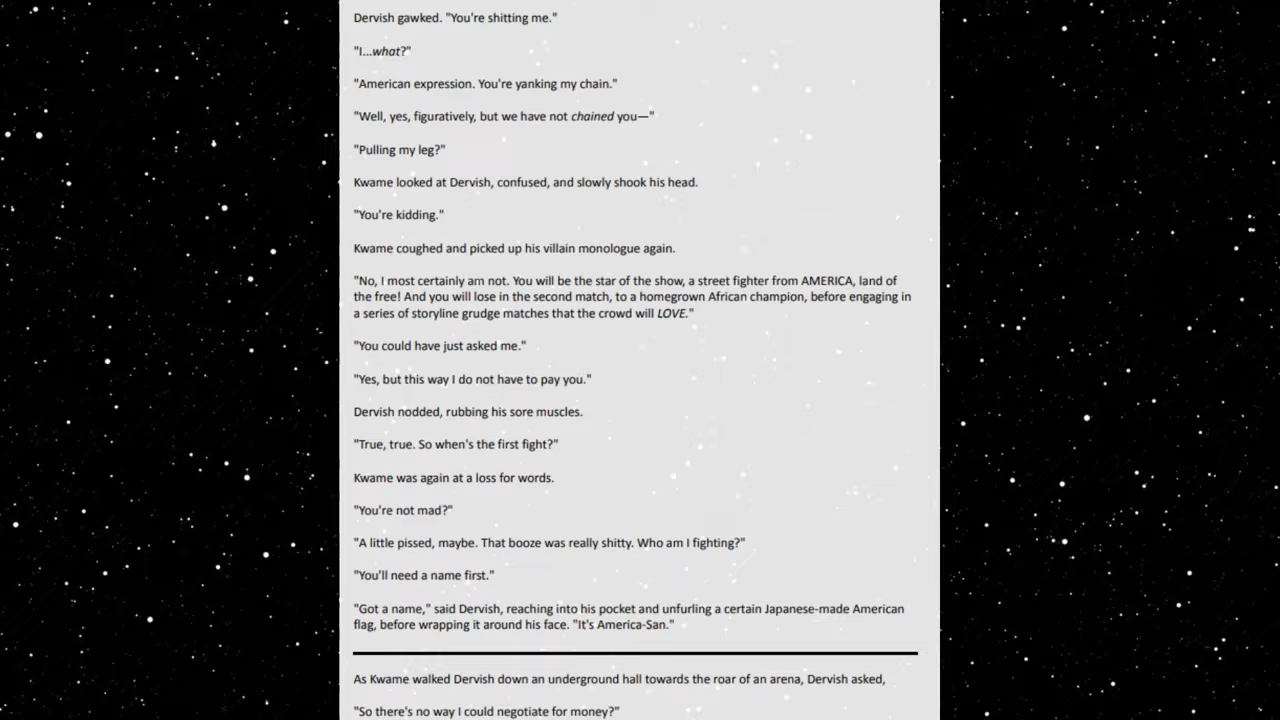 Dervish gawked. "You're shitting me."
"I...what?"
"American expression. You're yanking my chain."
"Well, yes, figuratively, but we have not chained you—"
"Pulling my leg?"
Kwame looked at Dervish, confused, and slowly shook his head.
"You're kidding."
Kwame coughed and picked up his villain monologue again.
"No, I most certainly am not. You will be the star of the show, a street fighter from AMERICA, land of
the free! And you will lose in the second match, to a homegrown African champion, before engaging in
a series of storyline grudge matches that the crowd will LOVE."
"You could have just asked me."
"Yes, but this way I do not have to pay you."
Dervish nodded, rubbing his sore muscles.
"True, true. So when's the first fight?"
Kwame was again at a loss for words.
"You're not mad?"
"A little pissed, maybe. That booze was really shitty. Who am I fighting?"
"You'll need a name first."
"Got a name," said Dervish, reaching into his pocket and unfurling a certain Japanese-made American
flag, before wrapping it around his face. "It's America-San."
As Kwame walked Dervish down an underground hall towards the roar of an arena, Dervish asked,
"So there's no way I could negotiate for money?"